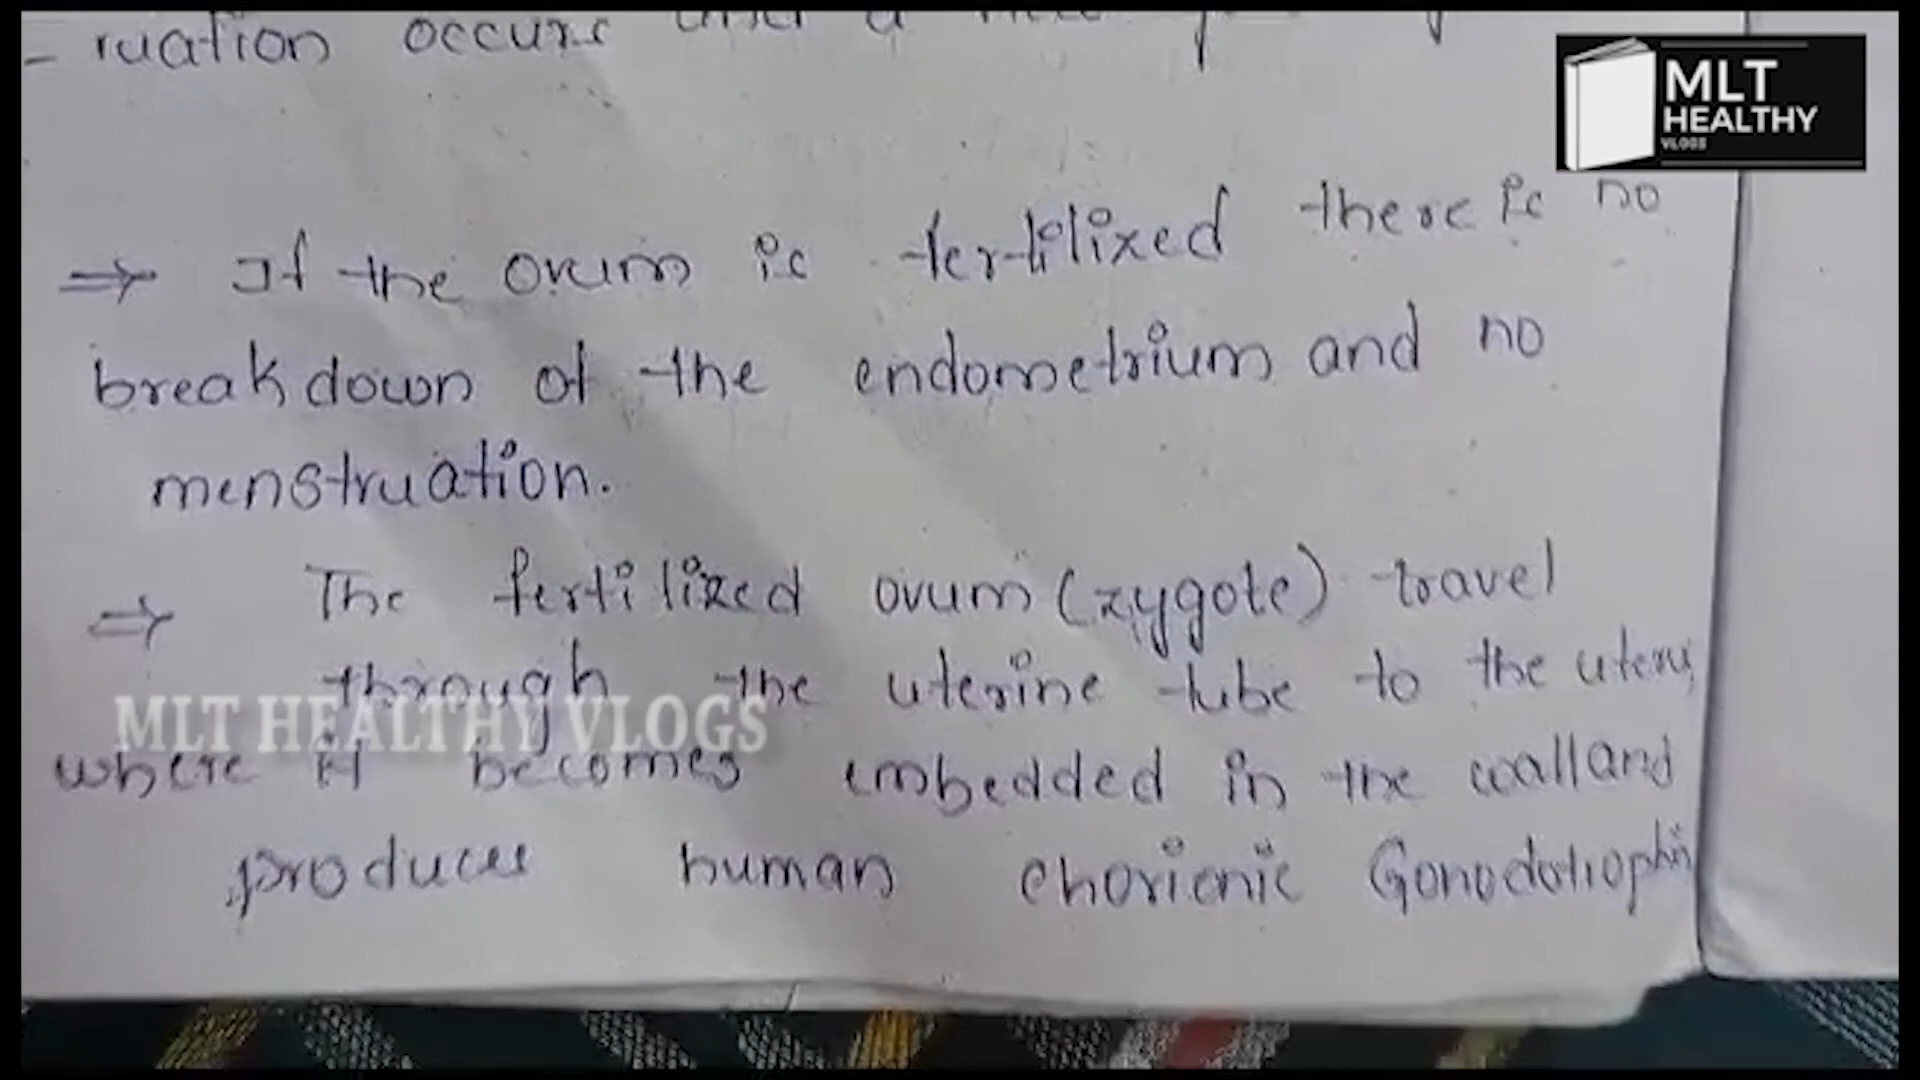 - ruation occurs and a
MLT
HEALTHY
VLOGS
⇒ If the ovum is fertilized there is no
breakdown of the endometrium and no
menstruation.
⇒ The fertilized ovum (zygote) travel
through the uterine tube to the uterus
MLT HEALTHY VLOGS
where it becomes embedded in the wall and
produces human chorionic Gonadotrophin